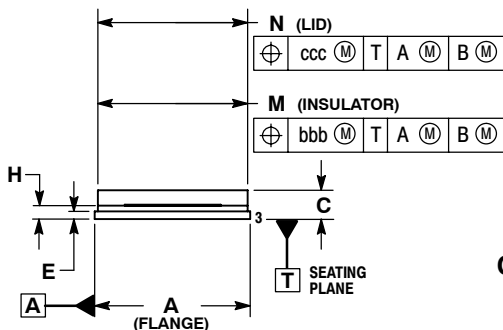 N (LID)
⌖ ccc Ⓜ T A Ⓜ B Ⓜ
M (INSULATOR)
⌖ bbb Ⓜ T A Ⓜ B Ⓜ
H
C
3
E
T SEATING
PLANE
A
A
(FLANGE)